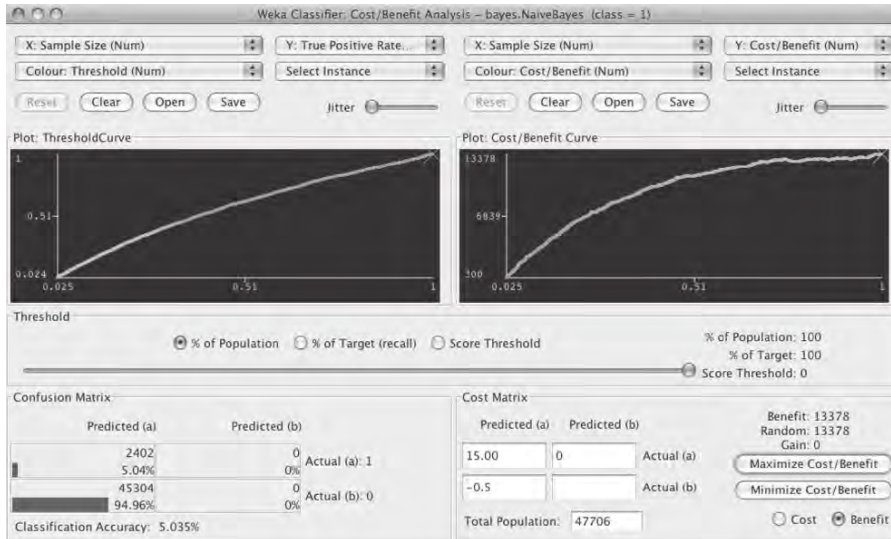 Weka Classifier: Cost/Benefit Analysis – bayes.NaiveBayes (class = 1)
X: Sample Size (Num)
Y: True Positive Rate...
Colour: Threshold (Num)
Select Instance
Reset
Clear
Open
Save
Jitter
X: Sample Size (Num)
Y: Cost/Benefit (Num)
Colour: Cost/Benefit (Num)
Select Instance
Reset
Clear
Open
Save
Jitter
Plot: ThresholdCurve
1
0.51
0.024
0.025
0.51
1
Plot: Cost/Benefit Curve
13378
6839
300
0.025
0.51
1
Threshold
% of Population
% of Target (recall)
Score Threshold
% of Population: 100
% of Target: 100
Score Threshold: 0
Confusion Matrix
Predicted (a) Predicted (b)
2402 0
5.04% 0%
Actual (a): 1
45304 0
94.96% 0%
Actual (b): 0
Classification Accuracy: 5.035%
Cost Matrix
Predicted (a) Predicted (b)
15.00 0 Actual (a)
-0.5 Actual (b)
Total Population: 47706
Benefit: 13378
Random: 13378
Gain: 0
Maximize Cost/Benefit
Minimize Cost/Benefit
Cost Benefit